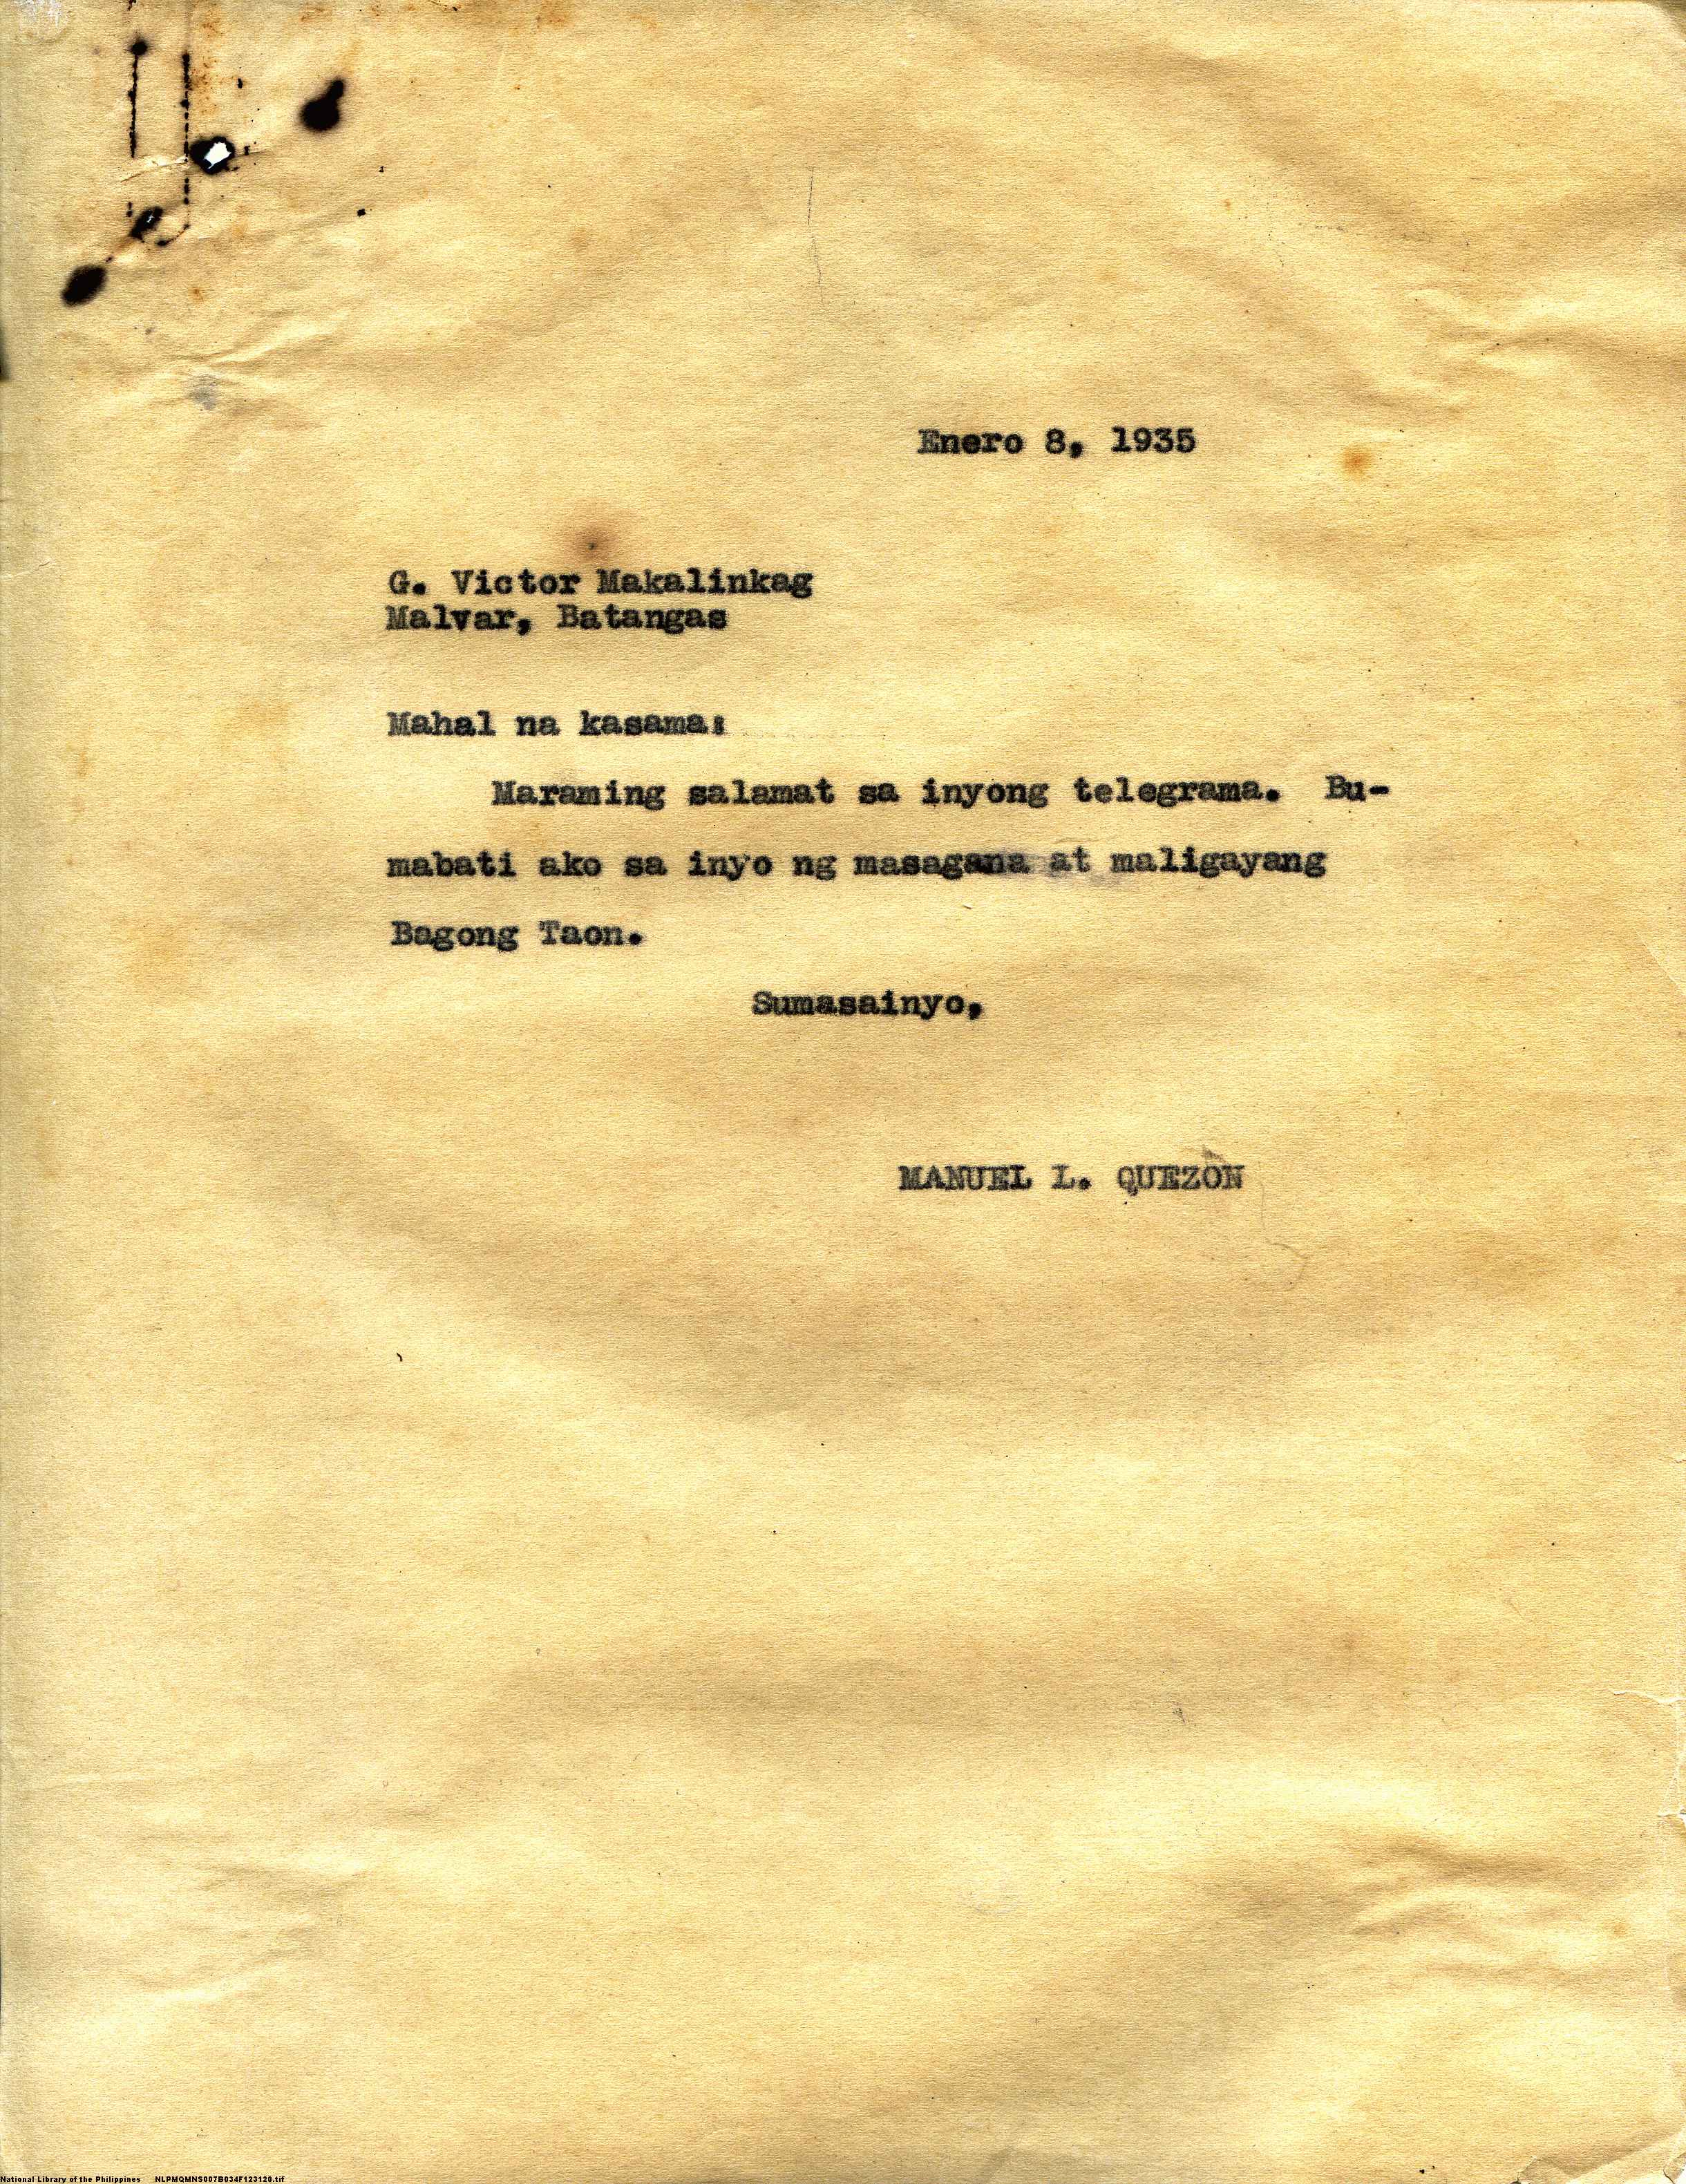 Enero 8, 1935
G. Victor Makalinkag
Malvar, Batangas
Mahal na kasama:
Maraming salamat sa inyong telegrama. Bu-
mabati ako sa inyo ng masagana at maligayang
Bagong Taon.
Sumasainyo,
MANUEL L. QUEZON
National Library of the Philippines NLPMQMNS007B034F123120.tif